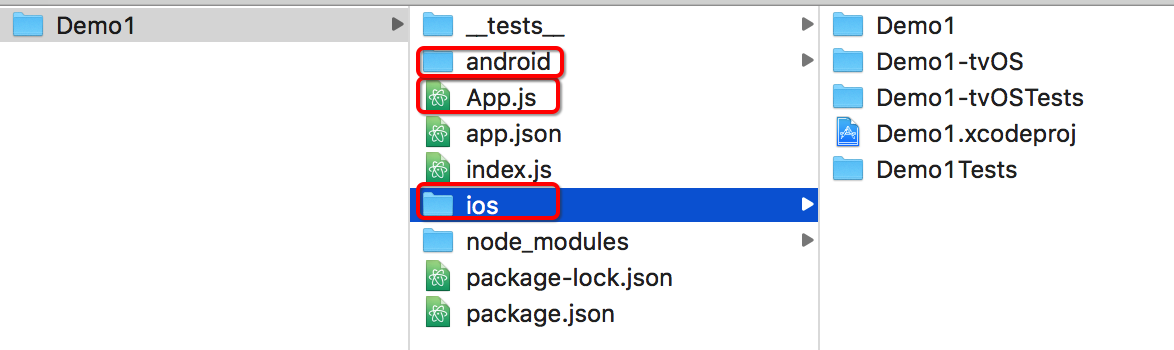 Demo1
__tests__
android
App.js
app.json
index.js
ios
node_modules
package-lock.json
package.json
Demo1
Demo1-tvOS
Demo1-tvOSTests
Demo1.xcodeproj
Demo1Tests